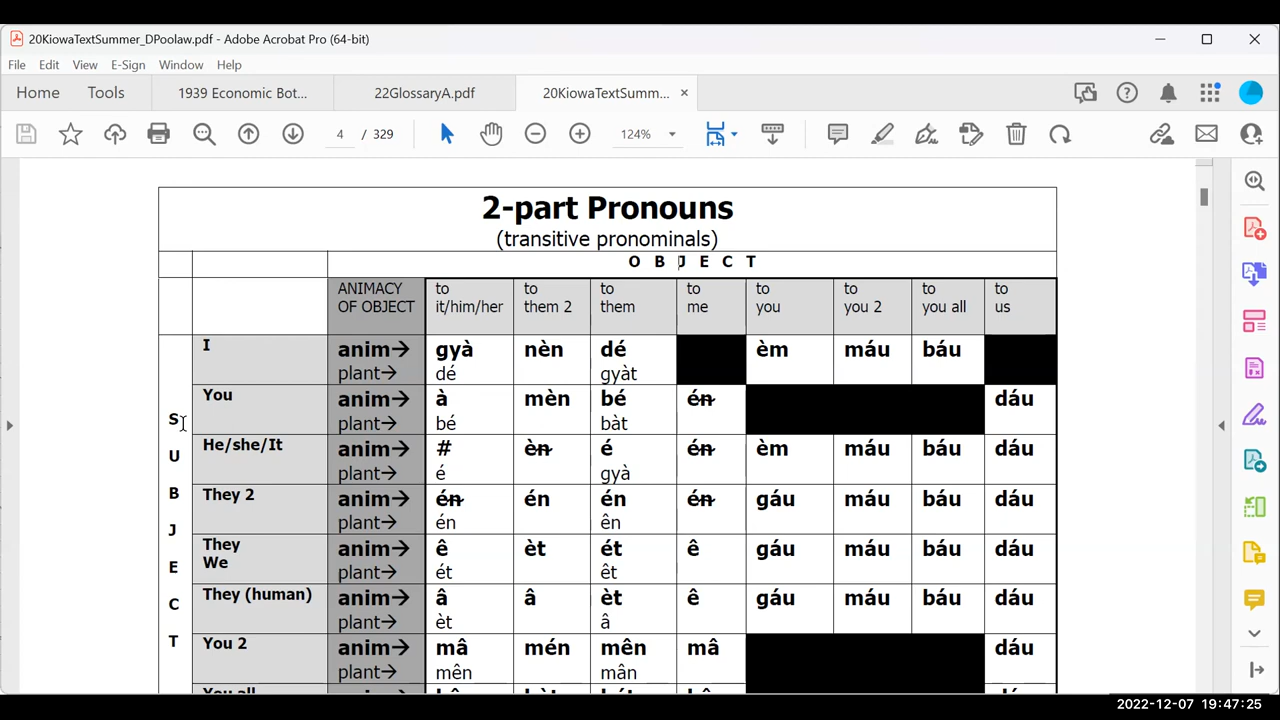 20KiowaTextSummer_DPoolaw.pdf - Adobe Acrobat Pro (64-bit)
File Edit View E-Sign Window Help
Home Tools 1939 Economic Bot... 22GlossaryA.pdf 20KiowaTextSumm... ×
4 / 329 124%
2-part Pronouns
(transitive pronominals)
O B J E C T
ANIMACY OF OBJECT to it/him/her to them 2 to them to me to you to you 2 to you all to us
S U B J E C T
I anim→ gyà nèn dé èm máu báu
plant→ dé gyàt
You anim→ à mèn bé én dáu
plant→ bé bàt
He/she/It anim→ # èn é én èm máu báu dáu
plant→ é gyà
They 2 anim→ én én én én gáu máu báu dáu
plant→ én ên
They We anim→ ê èt ét ê gáu máu báu dáu
plant→ ét êt
They (human) anim→ â â èt ê gáu máu báu dáu
plant→ èt â
You 2 anim→ mâ mén mên mâ dáu
plant→ mên mân
2022-12-07 19:47:25